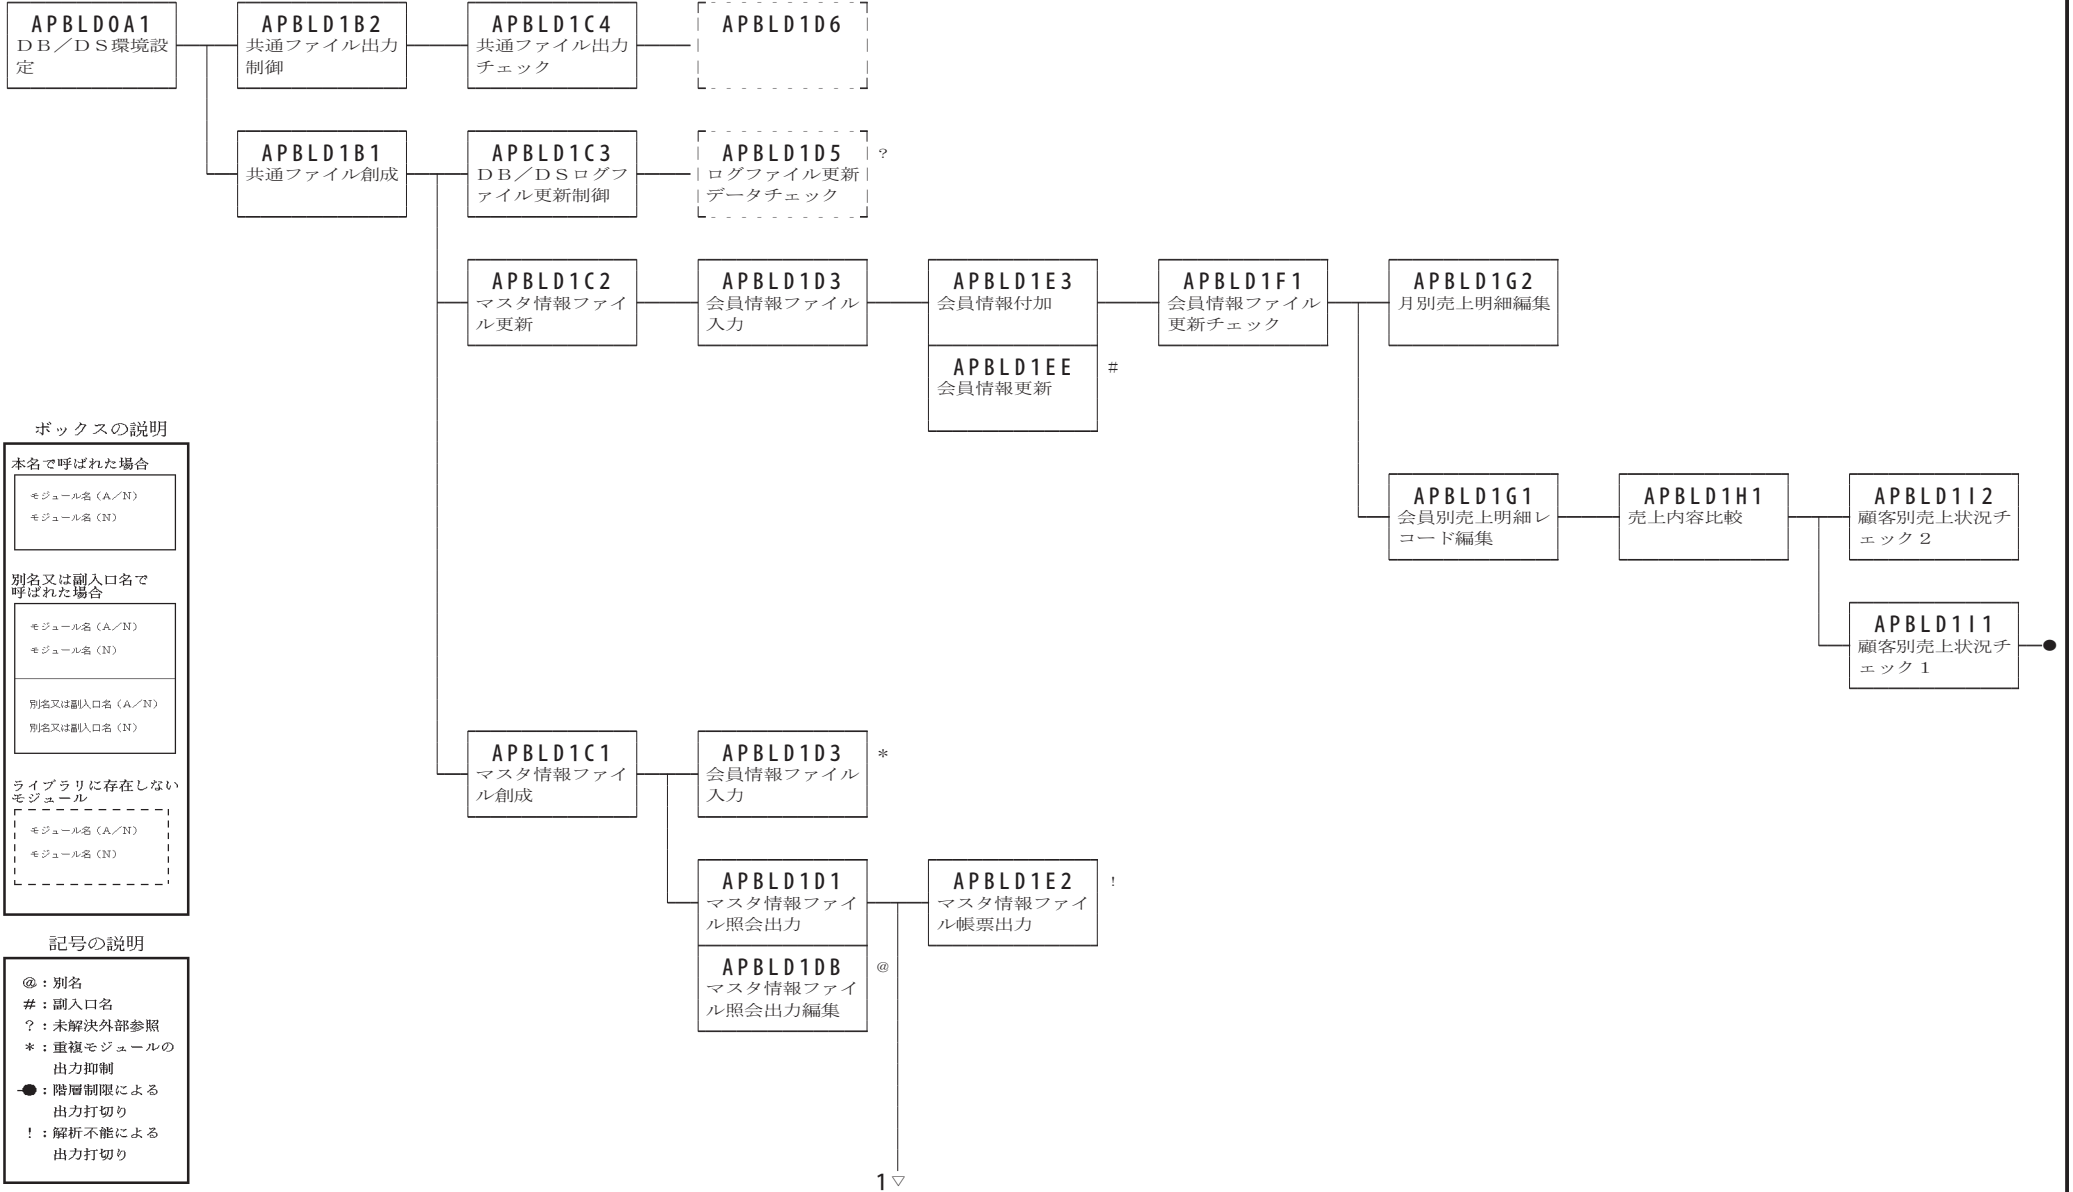 APBLD0A1
DB／DS環境設
定
APBLD1B2
共通ファイル出力
制御
APBLD1C4
共通ファイル出力
チェック
APBLD1D6
APBLD1B1
共通ファイル創成
APBLD1C3
DB／DSログフ
ァイル更新制御
APBLD1D5
ログファイル更新
データチェック
?
APBLD1C2
マスタ情報ファイ
ル更新
APBLD1D3
会員情報ファイル
入力
APBLD1E3
会員情報付加
APBLD1EE
会員情報更新
#
APBLD1F1
会員情報ファイル
更新チェック
APBLD1G2
月別売上明細編集
APBLD1G1
会員別売上明細レ
コード編集
APBLD1H1
売上内容比較
APBLD1I2
顧客別売上状況チ
ェック2
APBLD1I1
顧客別売上状況チ
ェック1
APBLD1C1
マスタ情報ファイ
ル創成
APBLD1D3
会員情報ファイル
入力
*
APBLD1D1
マスタ情報ファイ
ル照会出力
APBLD1DB
マスタ情報ファイ
ル照会出力編集
@
APBLD1E2
マスタ情報ファイ
ル帳票出力
!
1▽
ボックスの説明
本名で呼ばれた場合
モジュール名（A／N）
モジュール名（N）
別名又は副入口名で
呼ばれた場合
モジュール名（A／N）
モジュール名（N）
別名又は副入口名（A／N）
別名又は副入口名（N）
ライブラリに存在しない
モジュール
モジュール名（A／N）
モジュール名（N）
記号の説明
@：別名
#：副入口名
?：未解決外部参照
*：重複モジュールの
出力抑制
-●：階層制限による
出力打切り
!：解析不能による
出力打切り